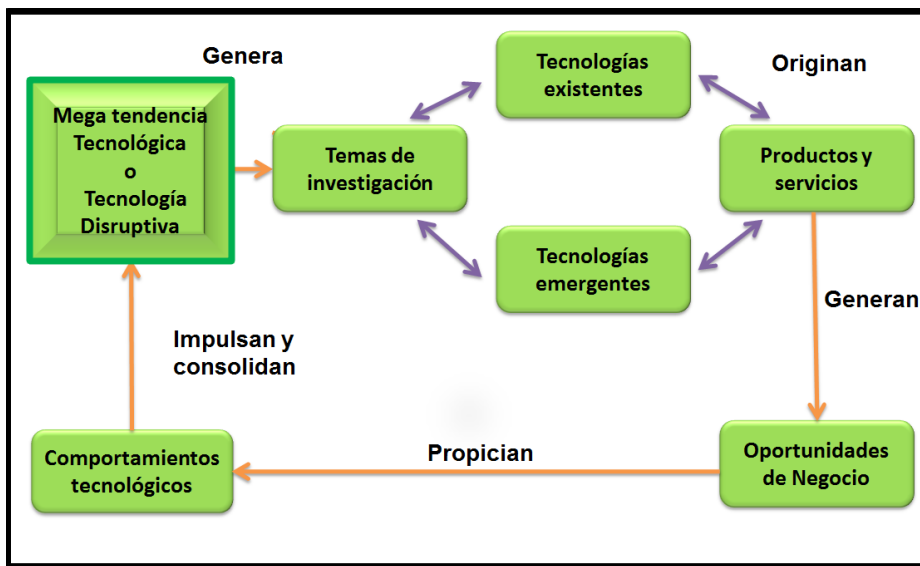 Genera
Mega tendencia
Tecnológica
o
Tecnología
Disruptiva
Temas de
investigación
Tecnologías
existentes
Tecnologías
emergentes
Originan
Productos y
servicios
Generan
Oportunidades
de Negocio
Propician
Comportamientos
tecnológicos
Impulsan y
consolidan